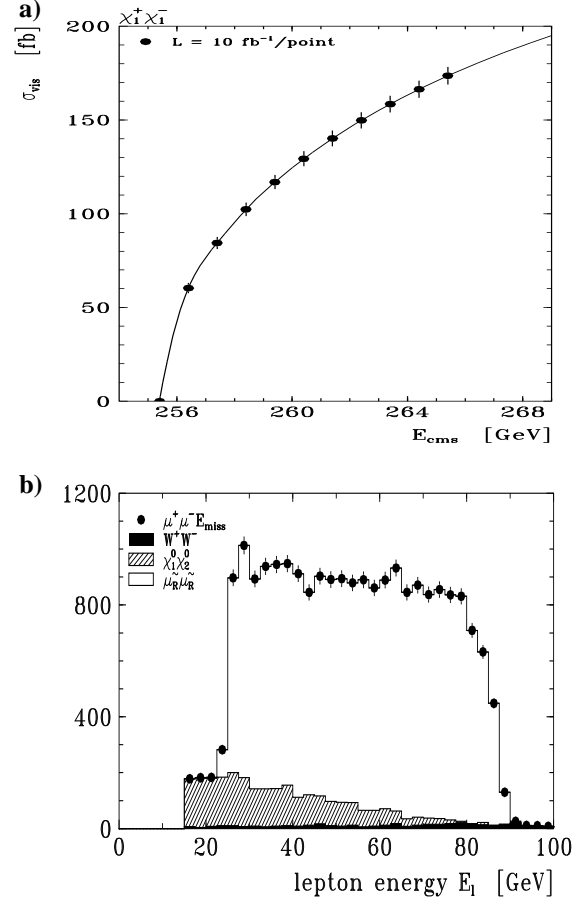 a)
χ₁⁺χ₁⁻
L = 10 fb⁻¹/point
σvis [fb]
200
150
100
50
0
256 260 264 268
Ecms [GeV]
b)
1200
800
400
0
μ⁺μ⁻Emiss
W⁺W⁻
χ₁⁰χ₂⁰
μ̃Rμ̃R
0 20 40 60 80 100
lepton energy El [GeV]